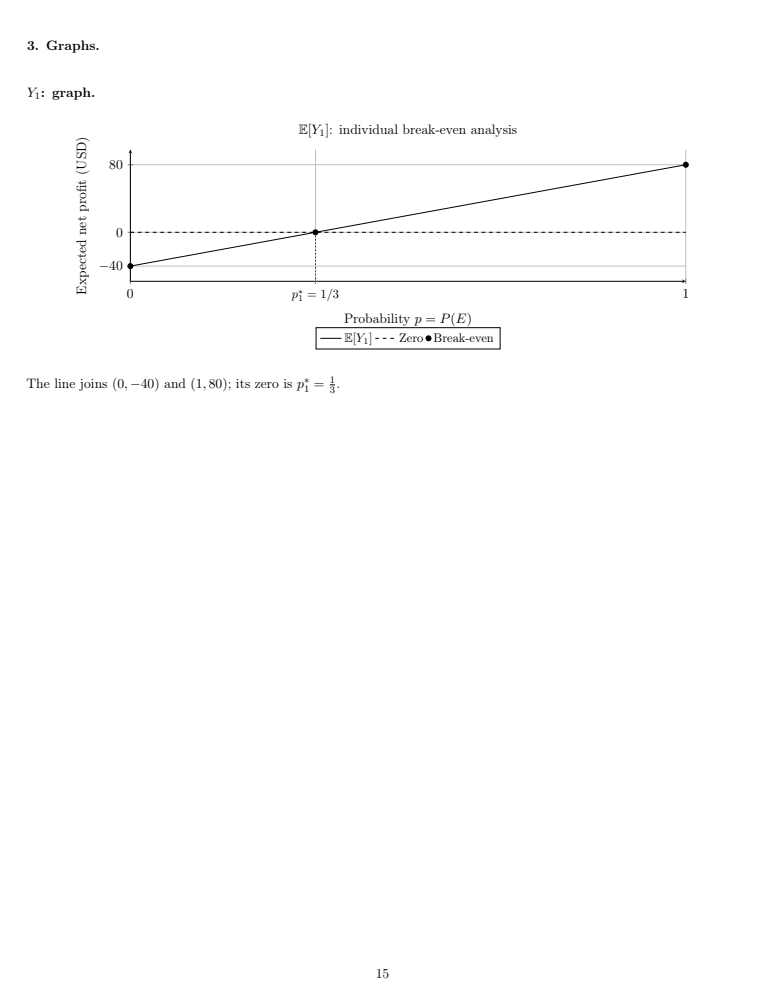 3. Graphs.
Y₁: graph.
𝔼[Y₁]: individual break-even analysis
Expected net profit (USD)
80
0
−40
0
p₁* = 1/3
1
Probability p = P(E)
𝔼[Y₁] Zero Break-even
The line joins (0, −40) and (1, 80); its zero is p₁* = 1/3.
15